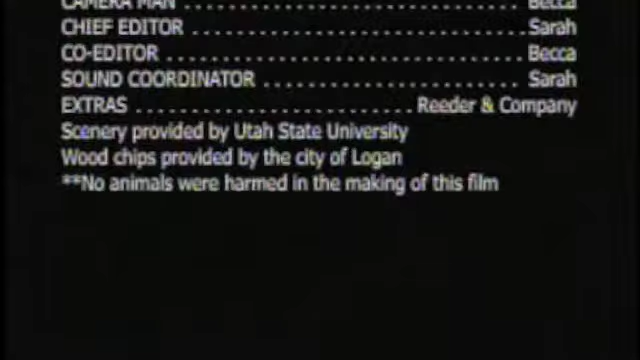 CAMERA MAN . . . . . . . . . . . . . . . . . . . . . . . . . . . . . . . Becca
CHIEF EDITOR . . . . . . . . . . . . . . . . . . . . . . . . . . . . . . Sarah
CO-EDITOR . . . . . . . . . . . . . . . . . . . . . . . . . . . . . . . . Becca
SOUND COORDINATOR . . . . . . . . . . . . . . . . . . . . . . . . Sarah
EXTRAS . . . . . . . . . . . . . . . . . . . . . . . . . Reeder & Company
Scenery provided by Utah State University
Wood chips provided by the city of Logan
**No animals were harmed in the making of this film